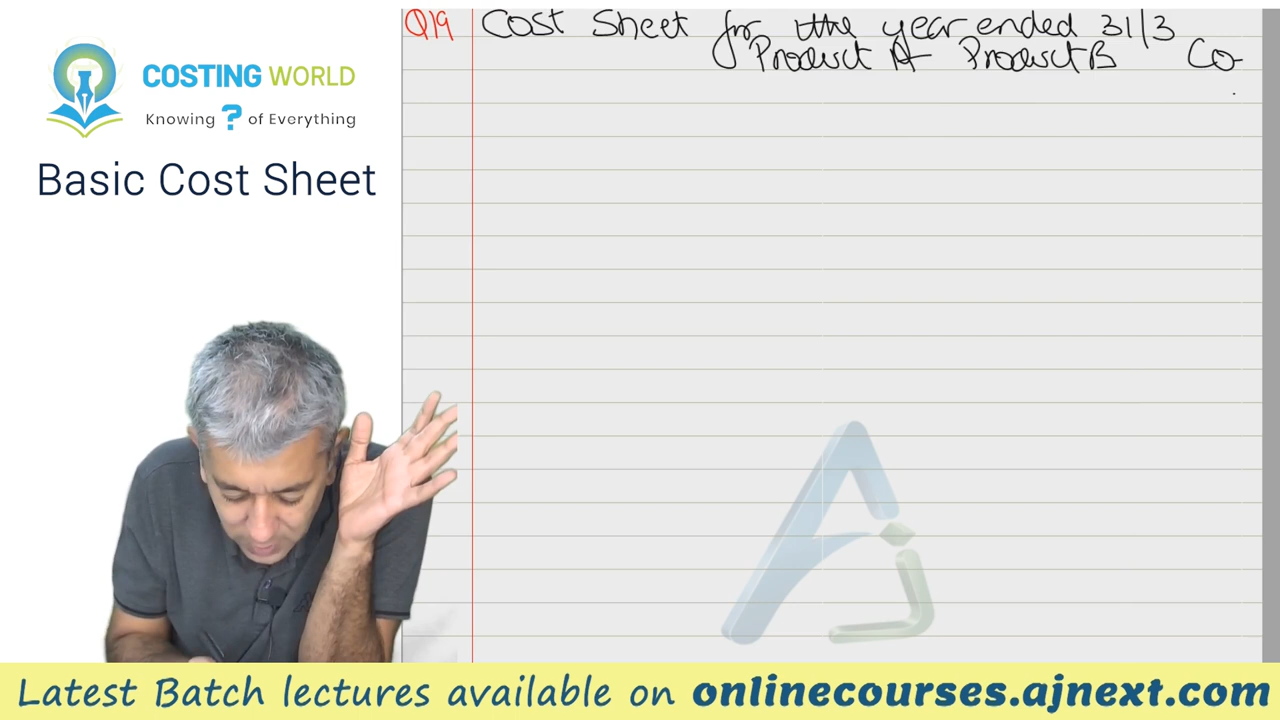 COSTING WORLD
Knowing ? of Everything
Basic Cost Sheet
Q19 Cost Sheet for the year ended 31/3
Product A Product B Co
Latest Batch lectures available on onlinecourses.ajnext.com